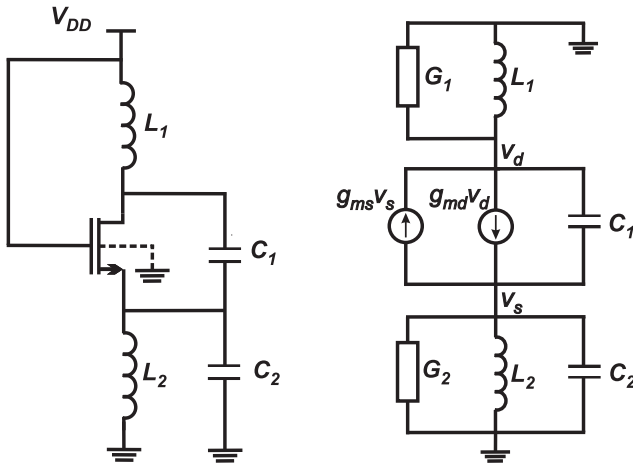 V_DD
L_1
C_1
L_2
C_2
G_1
L_1
v_d
g_ms v_s
g_md v_d
C_1
v_s
G_2
L_2
C_2